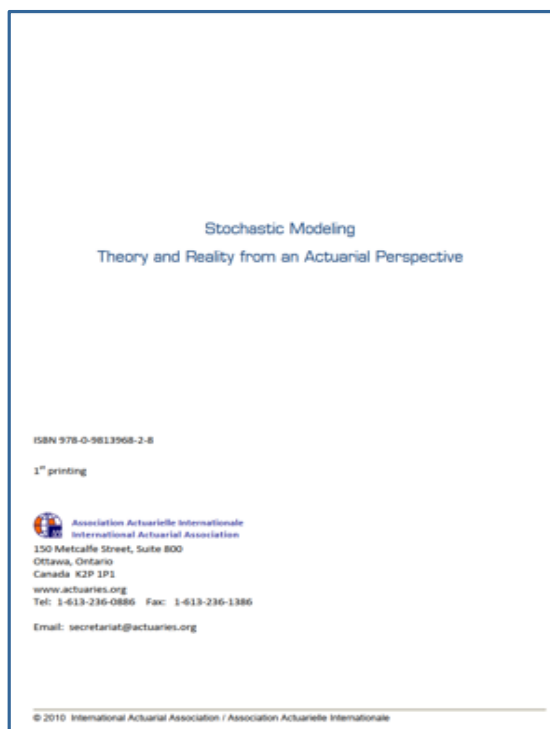 Stochastic Modeling
Theory and Reality from an Actuarial Perspective
ISBN 978-0-9813968-2-8
1st printing
Association Actuarielle Internationale
International Actuarial Association
150 Metcalfe Street, Suite 800
Ottawa, Ontario
Canada K2P 1P1
www.actuaries.org
Tel: 1-613-236-0886 Fax: 1-613-236-1386
Email: secretariat@actuaries.org
© 2010 International Actuarial Association / Association Actuarielle Internationale